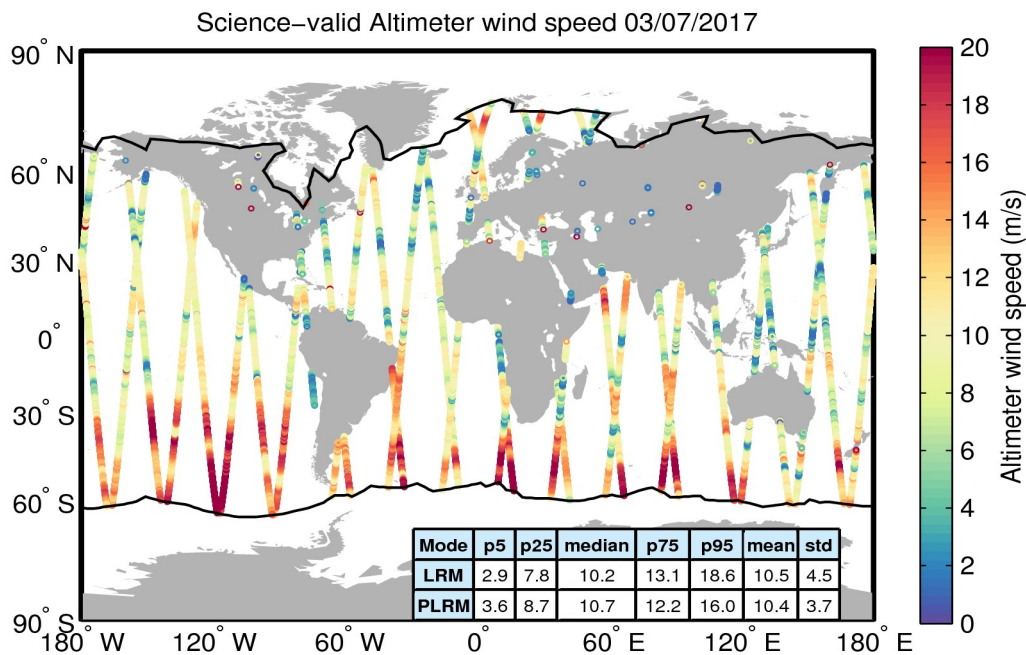 Science−valid Altimeter wind speed 03/07/2017
90° N
60° N
30° N
0°
30° S
60° S
90° S
180° W
120° W
60° W
0°
60° E
120° E
180° E
Mode p5 p25 median p75 p95 mean std
LRM 2.9 7.8 10.2 13.1 18.6 10.5 4.5
PLRM 3.6 8.7 10.7 12.2 16.0 10.4 3.7
20
18
16
14
12
10
8
6
4
2
0
Altimeter wind speed (m/s)